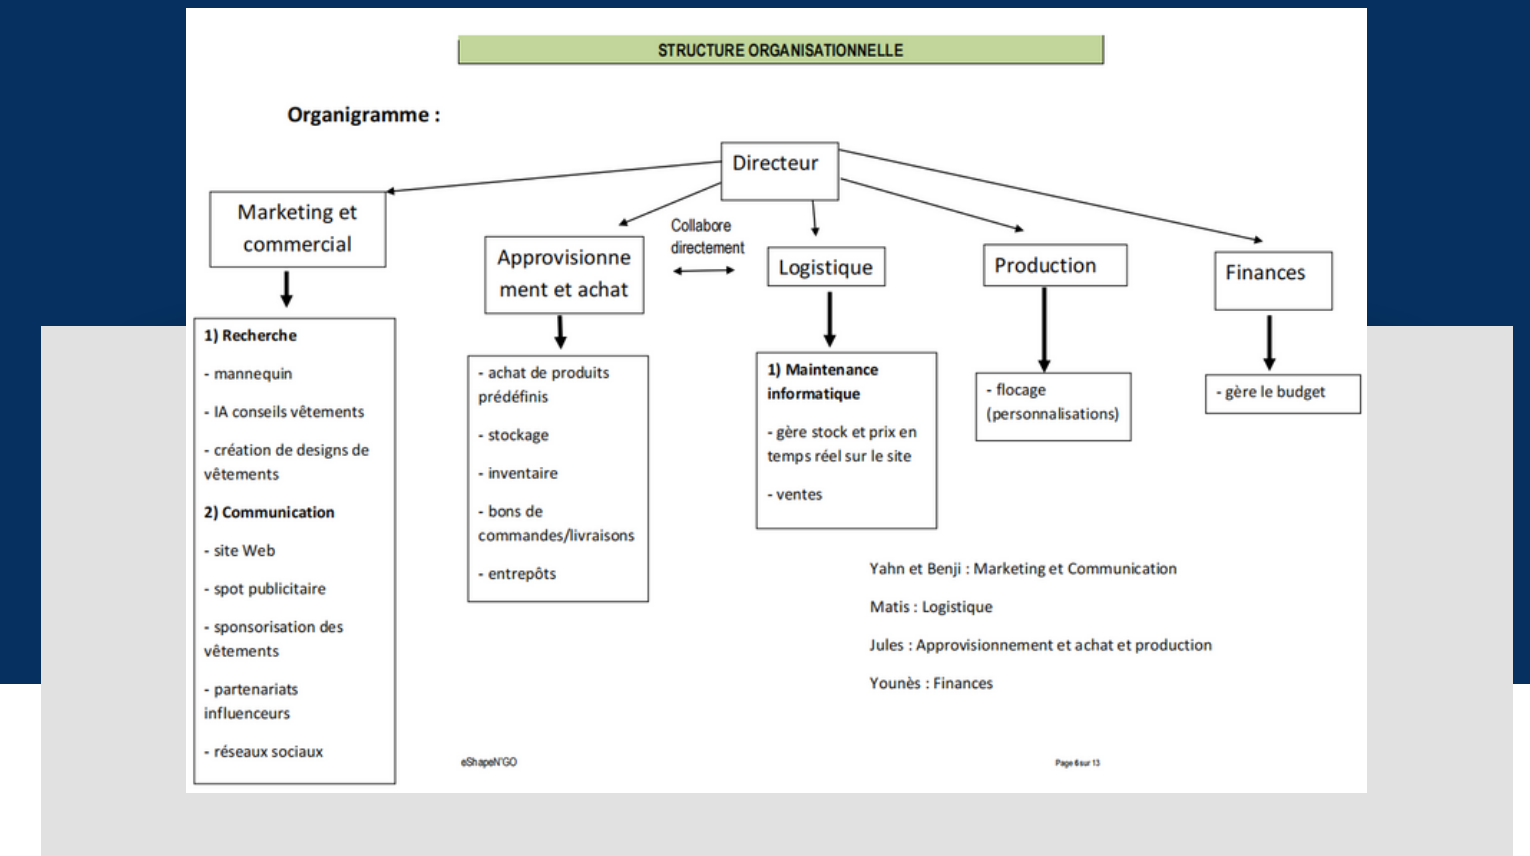 STRUCTURE ORGANISATIONNELLE
Organigramme :
Directeur
Marketing et
commercial
Collabore
directement
Approvisionne
ment et achat
Logistique
Production
Finances
1) Recherche
- mannequin
- IA conseils vêtements
- création de designs de
vêtements
2) Communication
- site Web
- spot publicitaire
- sponsorisation des
vêtements
- partenariats
influenceurs
- réseaux sociaux
- achat de produits
prédéfinis
- stockage
- inventaire
- bons de
commandes/livraisons
- entrepôts
1) Maintenance
informatique
- gère stock et prix en
temps réel sur le site
- ventes
- flocage
(personnalisations)
- gère le budget
Yahn et Benji : Marketing et Communication
Matis : Logistique
Jules : Approvisionnement et achat et production
Younès : Finances
eShapeN'GO
Page 6 sur 13